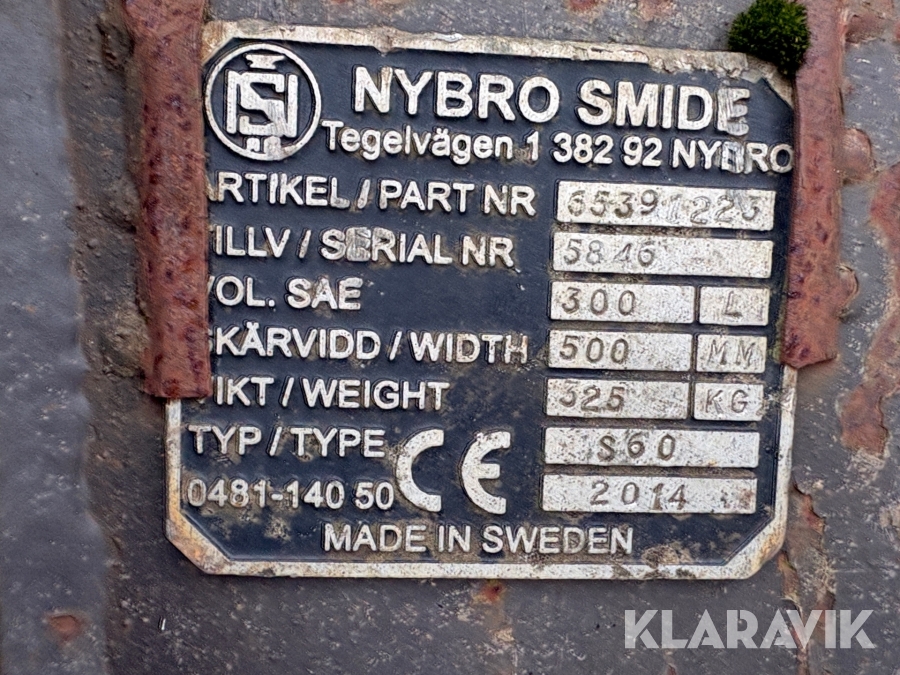 NYBRO SMIDE
Tegelvägen 1 382 92 NYBRO
ARTIKEL / PART NR 65391223
TILLV / SERIAL NR 5846
VOL. SAE 300 L
SKÄRVIDD / WIDTH 500 MM
VIKT / WEIGHT 325 KG
TYP / TYPE S60
0481-140 50 CE 2014
MADE IN SWEDEN
KLARAVIK